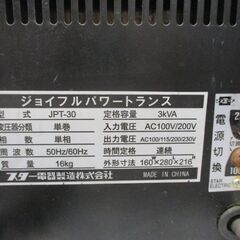 ジョイフルパワートランス
型 式 JPT-30 定格容量 3kVA
変圧器分類 単巻 入力電圧 AC100V/200V
相数 単相 出力電圧 AC100/115/200/230V
周波数 50Hz/60Hz 時間定格 連続
質量 16kg 外形寸法 160×280×216
スター電器製造株式会社 MADE IN CHINA
電源切換
STAR ELECTRIC